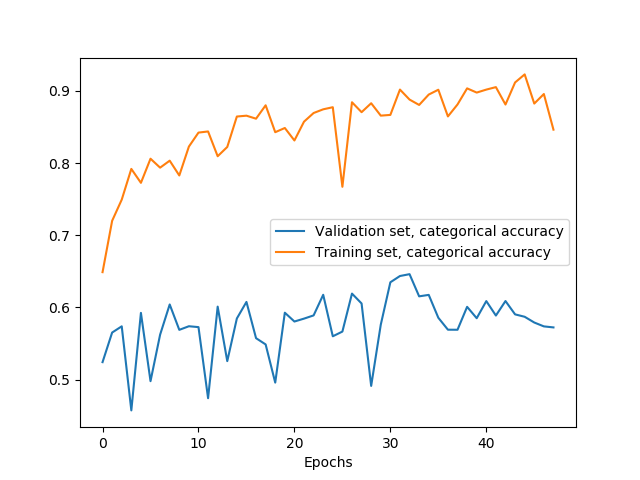 0.9
0.8
0.7
0.6
0.5
Validation set, categorical accuracy
Training set, categorical accuracy
0 10 20 30 40
Epochs